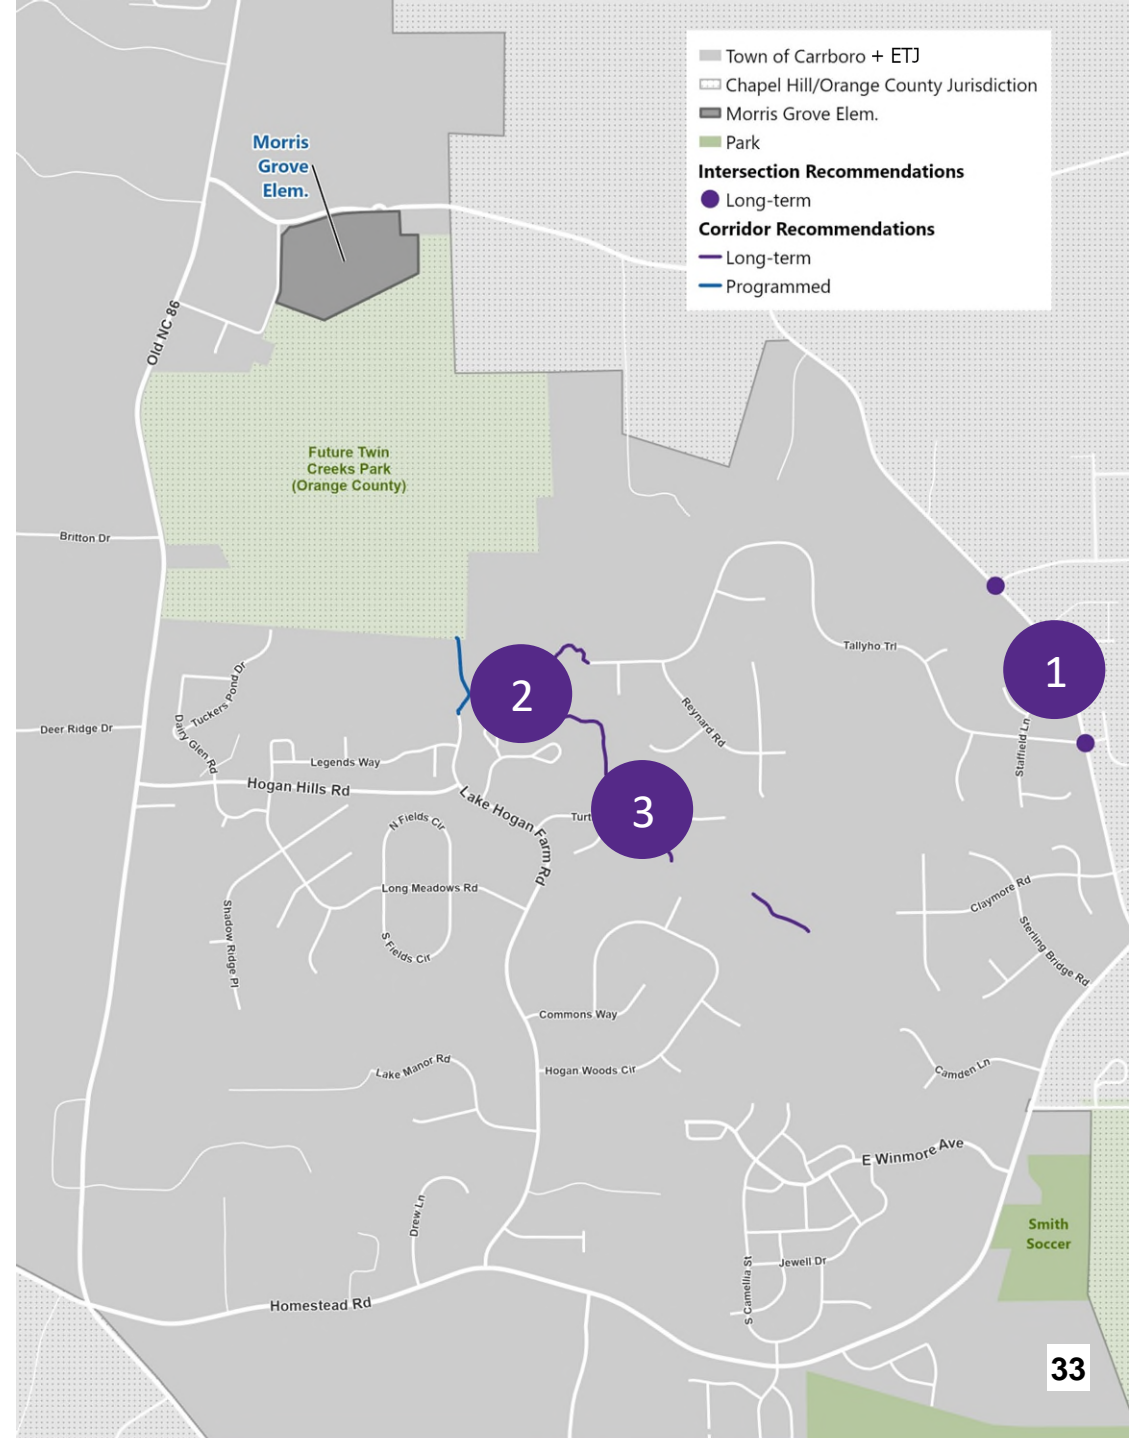 Town of Carrboro + ETJ
Chapel Hill/Orange County Jurisdiction
Morris Grove Elem.
Park
Intersection Recommendations
Long-term
Corridor Recommendations
Long-term
Programmed
Morris
Grove
Elem.
Old NC 86
Future Twin
Creeks Park
(Orange County)
Britton Dr
Tallyho Trl
1
2
Tuckers Pond Dr
Reynard Rd
Deer Ridge Dr
Dairy Glen Rd
Stalfield Ln
Legends Way
Hogan Hills Rd
Lake Hogan Farm Rd
3
Turt
N Fields Cir
Long Meadows Rd
Claymore Rd
Shadow Ridge Pl
S Fields Cir
Sterling Bridge Rd
Commons Way
Lake Manor Rd
Hogan Woods Cir
Camden Ln
E Winmore Ave
Drew Ln
Smith
Soccer
Jewell Dr
S Camellia St
Homestead Rd
33